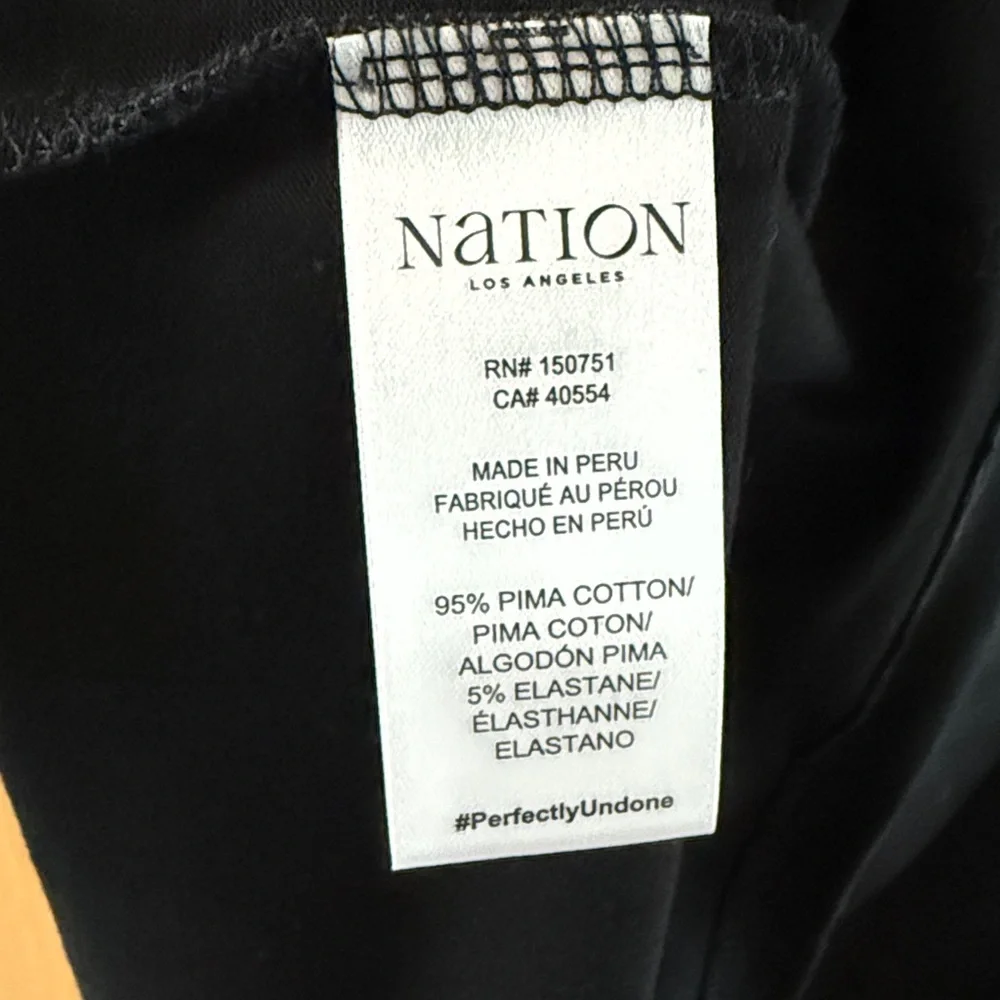 NaTION
LOS ANGELES
RN# 150751
CA# 40554
MADE IN PERU
FABRIQUÉ AU PÉROU
HECHO EN PERÚ
95% PIMA COTTON/
PIMA COTON/
ALGODÓN PIMA
5% ELASTANE/
ÉLASTHANNE/
ELASTANO
#PerfectlyUndone